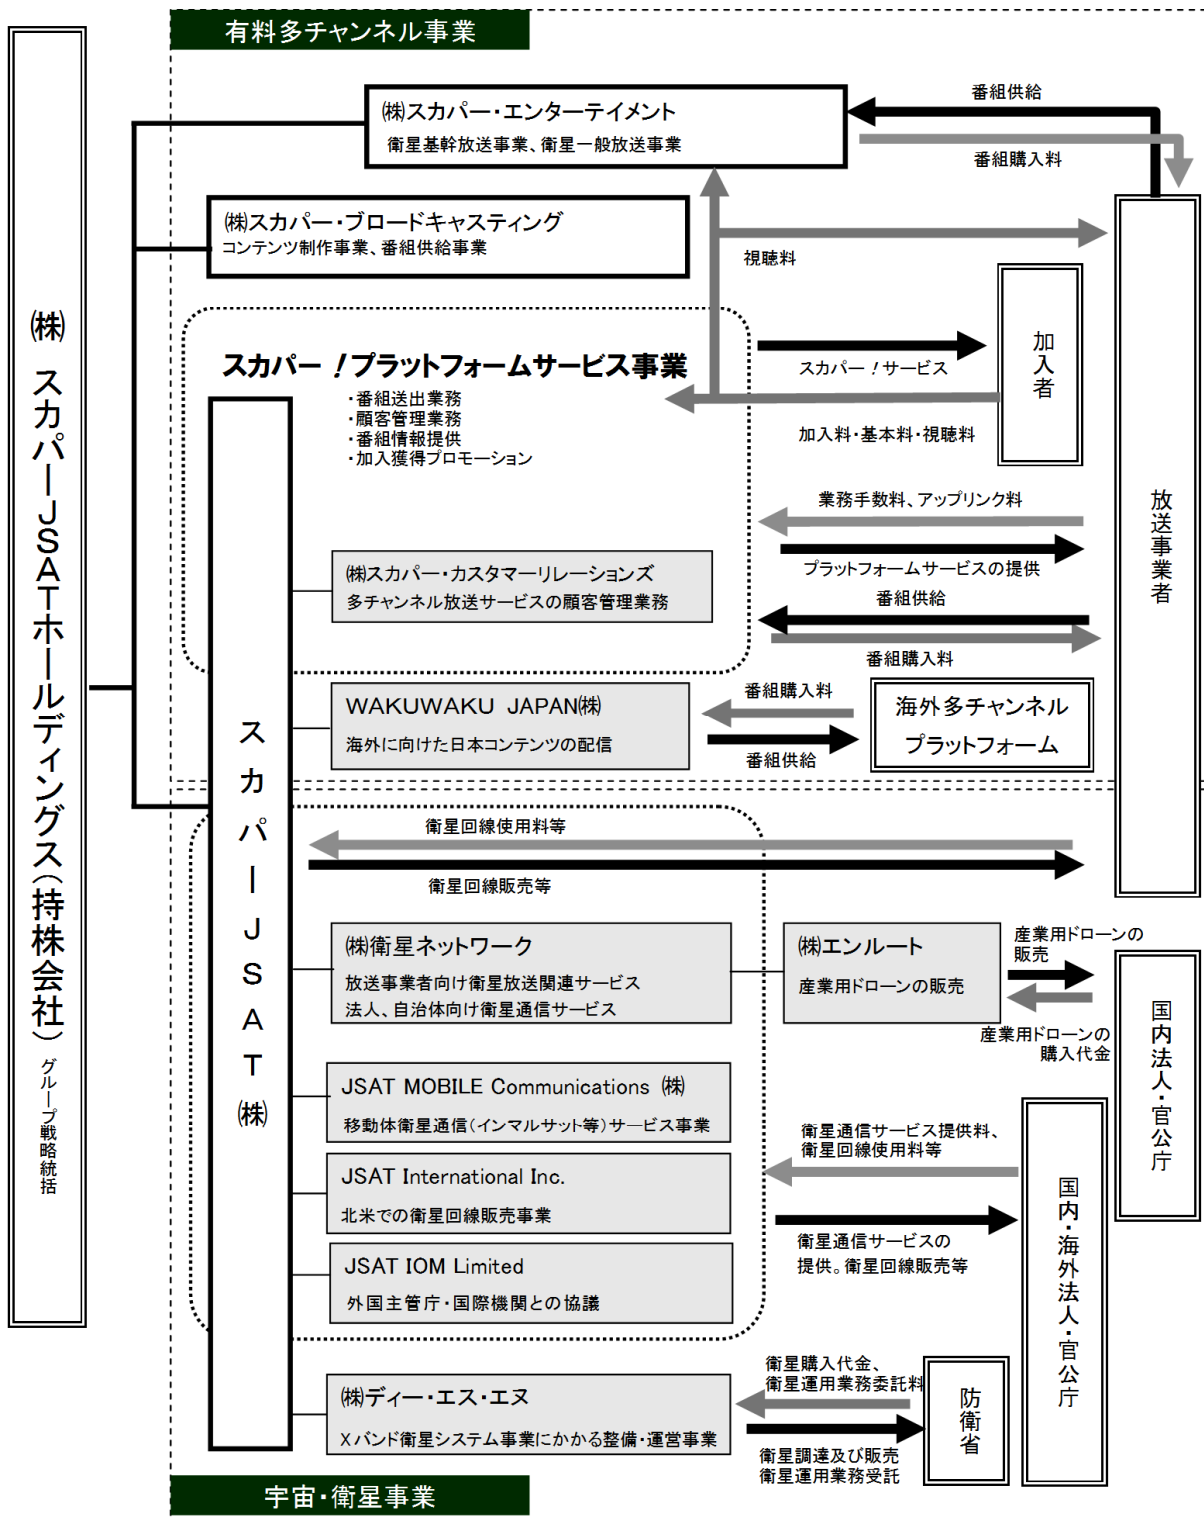 有料多チャンネル事業
㈱ スカパーJSATホールディングス（持株会社） グループ戦略統括
㈱スカパー・エンターテイメント
衛星基幹放送事業、衛星一般放送事業
番組供給
番組購入料
㈱スカパー・ブロードキャスティング
コンテンツ制作事業、番組供給事業
視聴料
スカパー！プラットフォームサービス事業
・番組送出業務
・顧客管理業務
・番組情報提供
・加入獲得プロモーション
スカパー！サービス
加入料・基本料・視聴料
加入者
放送事業者
業務手数料、アップリンク料
プラットフォームサービスの提供
番組供給
番組購入料
㈱スカパー・カスタマーリレーションズ
多チャンネル放送サービスの顧客管理業務
スカパーJSAT㈱
WAKUWAKU JAPAN㈱
海外に向けた日本コンテンツの配信
番組購入料
番組供給
海外多チャンネル
プラットフォーム
衛星回線使用料等
衛星回線販売等
㈱衛星ネットワーク
放送事業者向け衛星放送関連サービス
法人、自治体向け衛星通信サービス
㈱エンルート
産業用ドローンの販売
産業用ドローンの
販売
産業用ドローンの
購入代金
国内法人・官公庁
JSAT MOBILE Communications ㈱
移動体衛星通信（インマルサット等）サービス事業
JSAT International Inc.
北米での衛星回線販売事業
JSAT IOM Limited
外国主管庁・国際機関との協議
衛星通信サービス提供料、
衛星回線使用料等
衛星通信サービスの
提供。衛星回線販売等
国内・海外法人・官公庁
㈱ディー・エス・エヌ
Xバンド衛星システム事業にかかる整備・運営事業
衛星購入代金、
衛星運用業務委託料
衛星調達及び販売
衛星運用業務受託
防衛省
宇宙・衛星事業